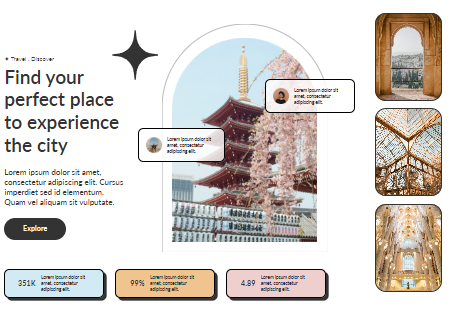 ✦ Travel . Discover
Find your
perfect place
to experience
the city
Lorem ipsum dolor sit amet,
consectetur adipiscing elit. Cursus
imperdiet sed id elementum.
Quam vel aliquam sit vulputate.
Explore
Lorem ipsum dolor sit
amet, consectetur
adipiscing elit.
Lorem ipsum dolor sit
amet, consectetur
adipiscing elit.
351K
Lorem ipsum dolor sit
amet, consectetur
adipiscing elit.
99%
Lorem ipsum dolor sit
amet, consectetur
adipiscing elit.
4,89
Lorem ipsum dolor sit
amet, consectetur
adipiscing elit.